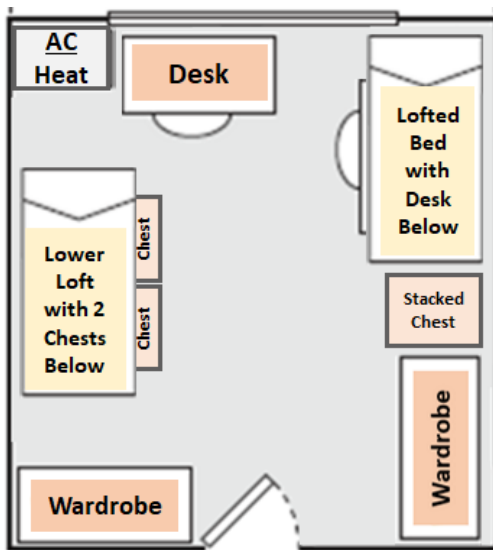 AC
Heat
Desk
Lofted
Bed
with
Desk
Below
Lower
Loft
with 2
Chests
Below
Chest
Chest
Stacked
Chest
Wardrobe
Wardrobe